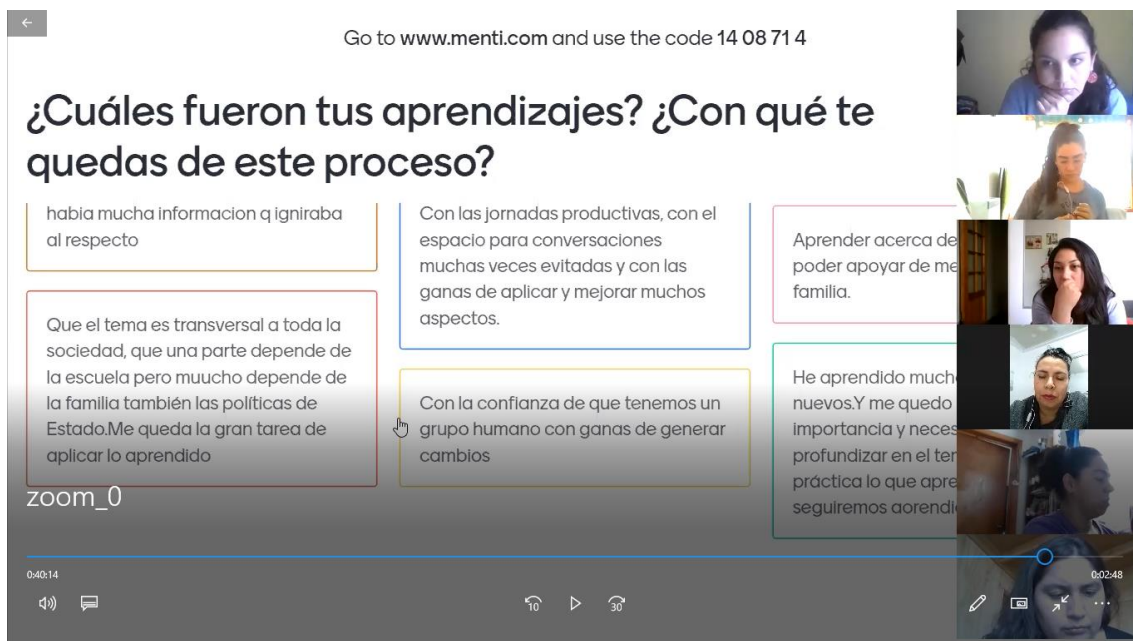 Go to www.menti.com and use the code 14 08 71 4
¿Cuáles fueron tus aprendizajes? ¿Con qué te
quedas de este proceso?
habia mucha informacion q igniraba
al respecto
Que el tema es transversal a toda la
sociedad, que una parte depende de
la escuela pero muucho depende de
la familia también las políticas de
Estado.Me queda la gran tarea de
aplicar lo aprendido
Con las jornadas productivas, con el
espacio para conversaciones
muchas veces evitadas y con las
ganas de aplicar y mejorar muchos
aspectos.
Con la confianza de que tenemos un
grupo humano con ganas de generar
cambios
Aprender acerca de
poder apoyar de me
familia.
He aprendido much
nuevos.Y me quedo
importancia y neces
profundizar en el ter
práctica lo que apre
seguiremos aorendi
zoom_0
0:40:14
0:02:48
10
30